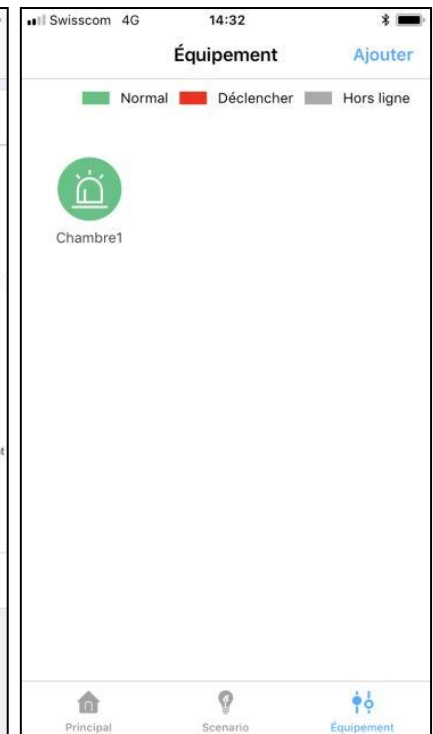 Swisscom 4G 14:32
Équipement Ajouter
Normal Déclencher Hors ligne
Chambre1
Principal Scenario Équipement